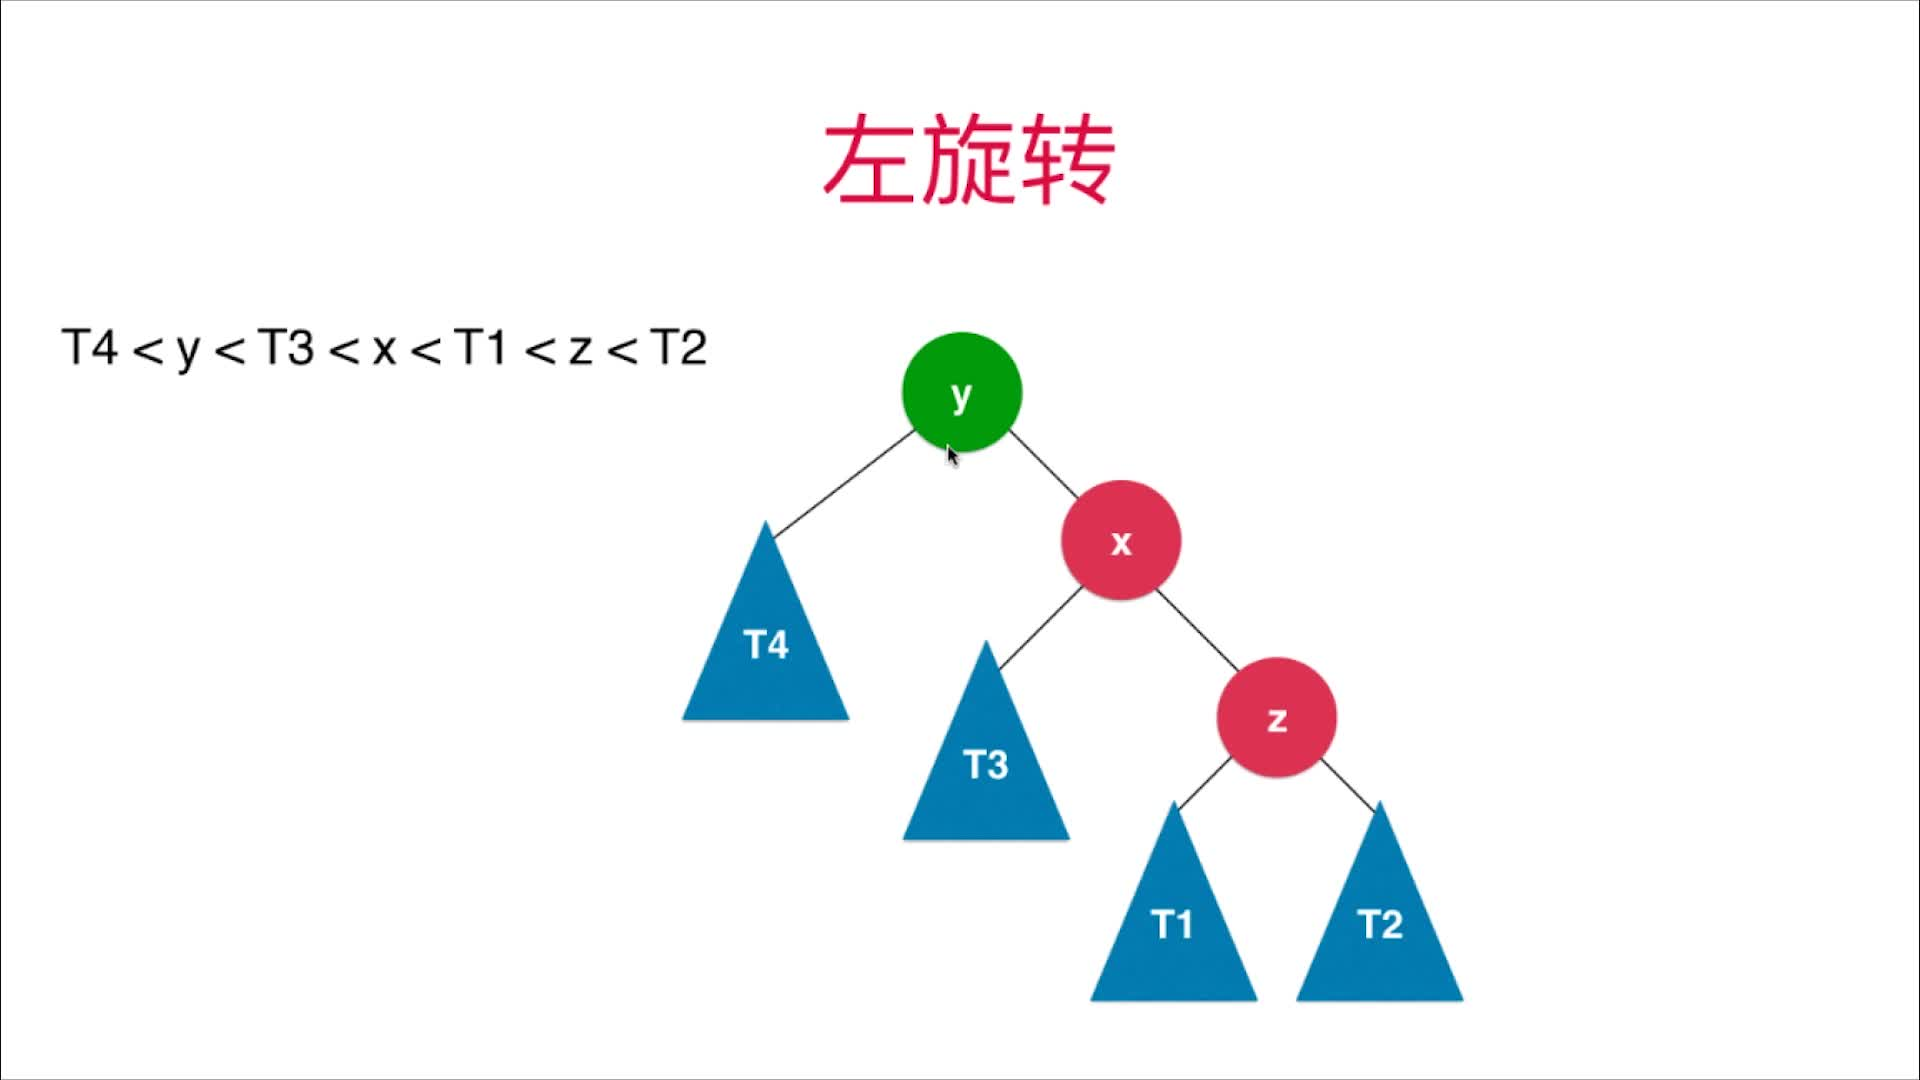 左旋转
T4 < y < T3 < x < T1 < z < T2
y
x
T4
z
T3
T1
T2